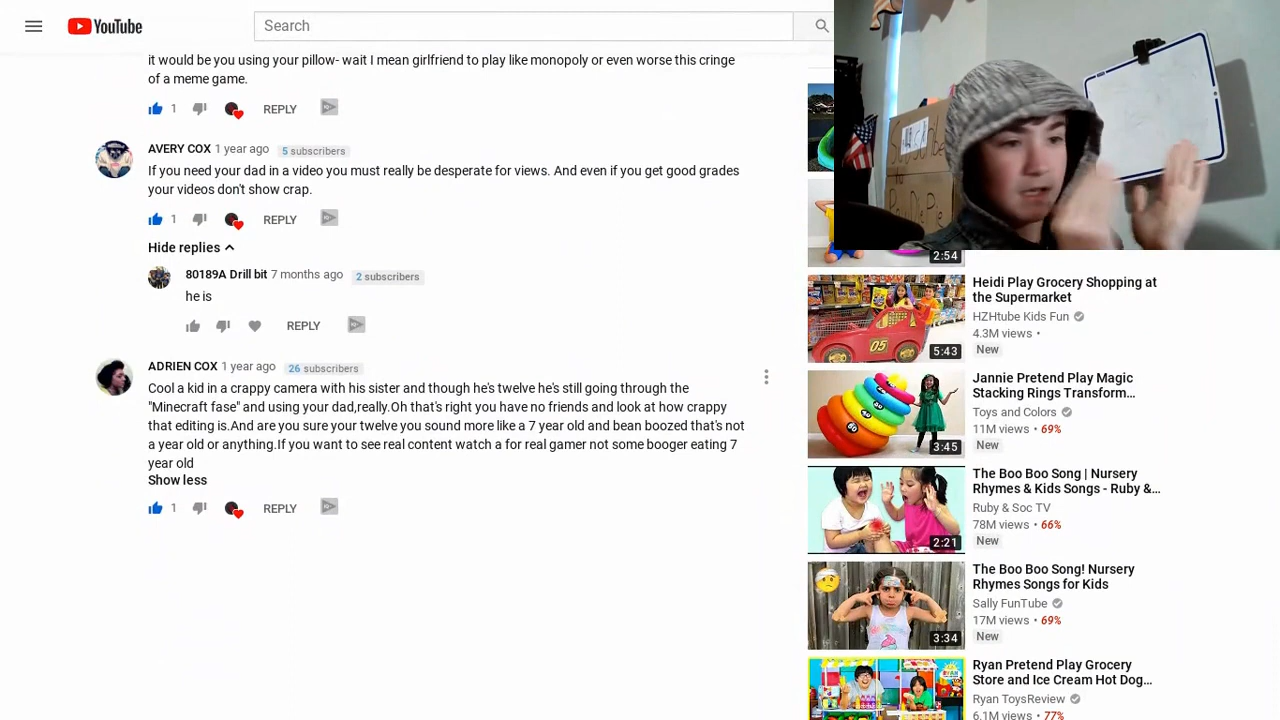 YouTube
Search
it would be you using your pillow- wait I mean girlfriend to play like monopoly or even worse this cringe
of a meme game.
1 REPLY
AVERY COX 1 year ago 5 subscribers
If you need your dad in a video you must really be desperate for views. And even if you get good grades
your videos don't show crap.
1 REPLY
Hide replies
80189A Drill bit 7 months ago 2 subscribers
he is
REPLY
ADRIEN COX 1 year ago 26 subscribers
Cool a kid in a crappy camera with his sister and though he's twelve he's still going through the
"Minecraft fase" and using your dad,really.Oh that's right you have no friends and look at how crappy
that editing is.And are you sure your twelve you sound more like a 7 year old and bean boozed that's not
a year old or anything.If you want to see real content watch a for real gamer not some booger eating 7
year old
Show less
1 REPLY
2:54
Heidi Play Grocery Shopping at
the Supermarket
HZHtube Kids Fun
4.3M views •
New
05
5:43
Jannie Pretend Play Magic
Stacking Rings Transform…
Toys and Colors
11M views • 69%
New
3:45
The Boo Boo Song | Nursery
Rhymes & Kids Songs - Ruby &…
Ruby & Soc TV
78M views • 66%
New
2:21
The Boo Boo Song! Nursery
Rhymes Songs for Kids
Sally FunTube
17M views • 69%
New
3:34
Ryan Pretend Play Grocery
Store and Ice Cream Hot Dog…
Ryan ToysReview
6.1M views • 77%